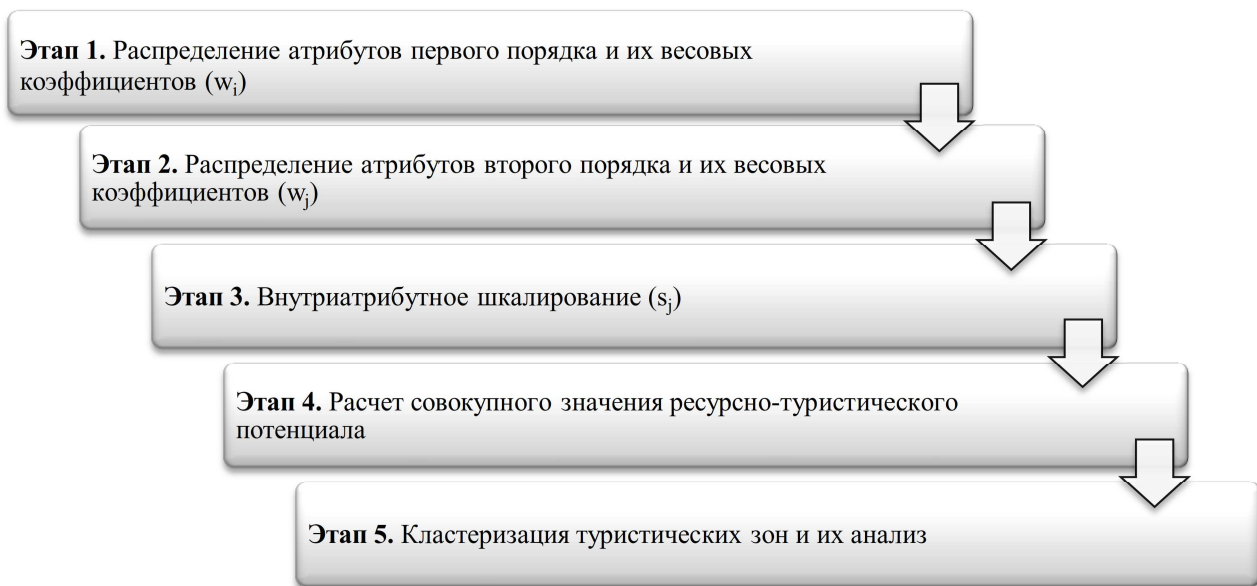 Этап 1. Распределение атрибутов первого порядка и их весовых
коэффициентов (wi)
Этап 2. Распределение атрибутов второго порядка и их весовых
коэффициентов (wj)
Этап 3. Внутриатрибутное шкалирование (sj)
Этап 4. Расчет совокупного значения ресурсно-туристического
потенциала
Этап 5. Кластеризация туристических зон и их анализ